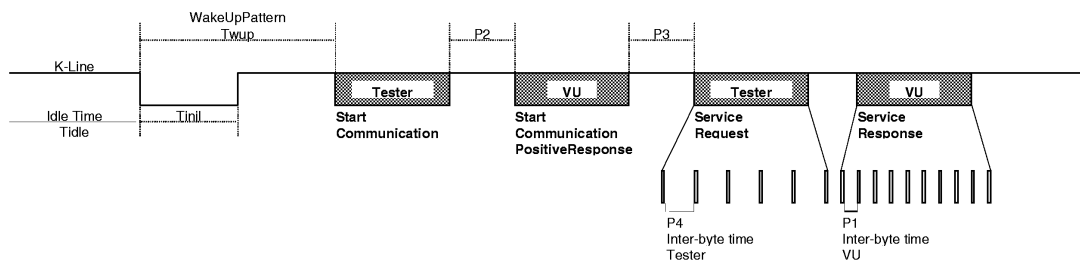 WakeUpPattern
Twup
P2
P3
K-Line
Tester
VU
Tester
VU
Idle Time
Tidle
Tinil
Start
Communication
Start
Communication
PositiveResponse
Service
Request
Service
Response
P4
Inter-byte time
Tester
P1
Inter-byte time
VU